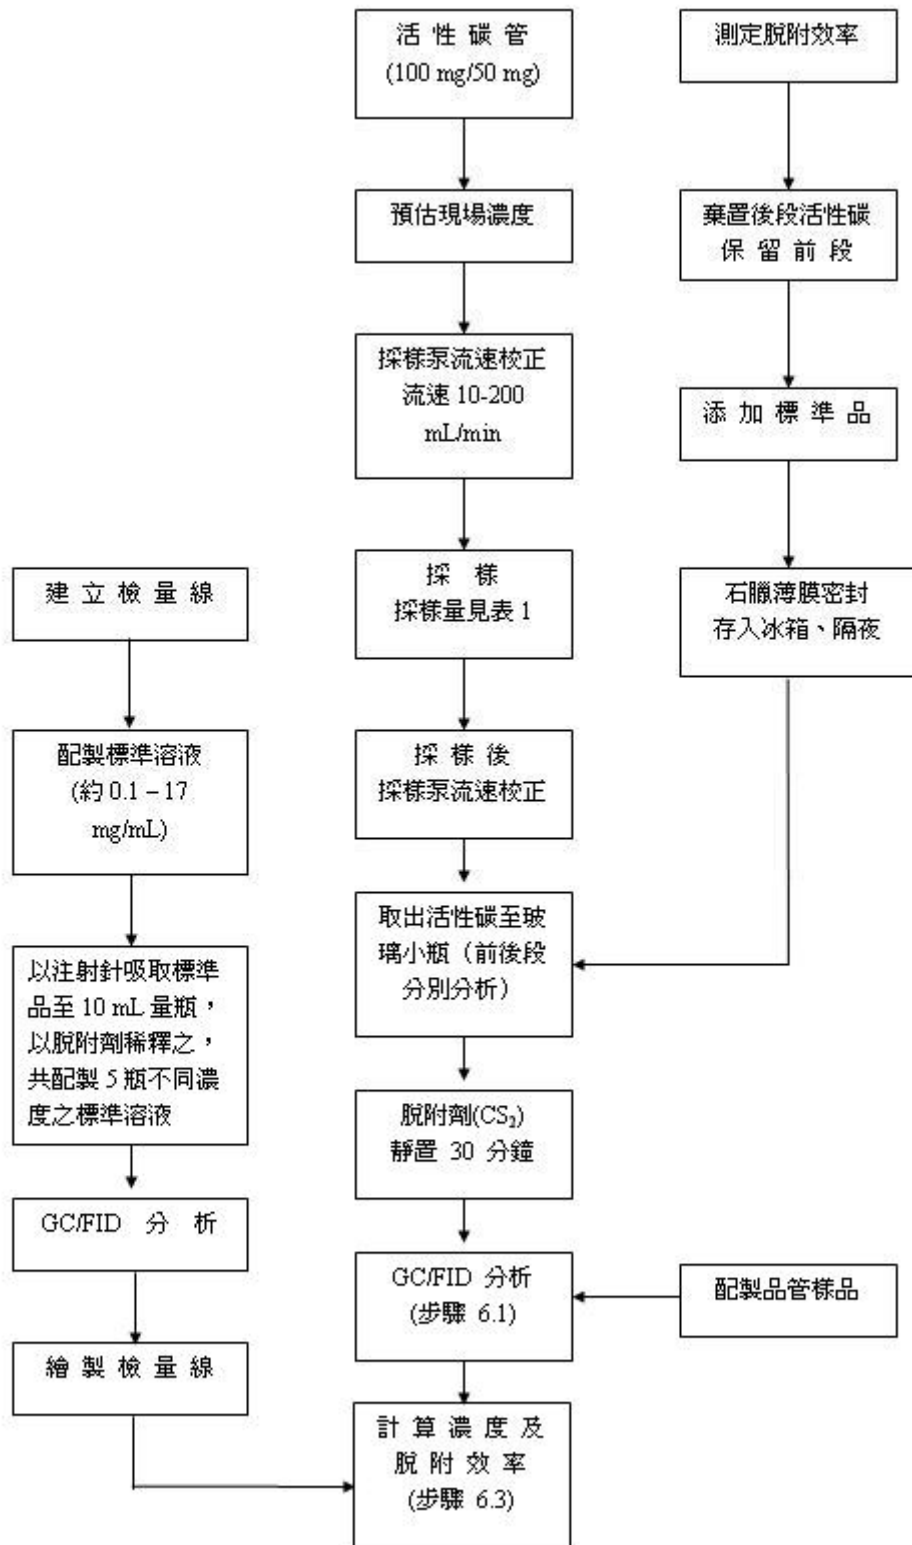 活 性 碳 管
(100 mg/50 mg)
測定脫附效率
預估現場濃度
棄置後段活性碳
保 留 前 段
採樣泵流速校正
流速 10-200
mL/min
添 加 標 準 品
採 樣
採樣量見表 1
建 立 檢 量 線
石臘薄膜密封
存入冰箱、隔夜
配製標準溶液
(約 0.1 – 17
mg/mL)
採 樣 後
採樣泵流速校正
取出活性碳至玻
璃小瓶（前後段
分別分析）
以注射針吸取標準
品至 10 mL 量瓶，
以脫附劑稀釋之，
共配製 5 瓶不同濃
度之標準溶液
脫附劑(CS₂)
靜置 30 分鐘
GC/FID 分 析
GC/FID 分析
(步驟 6.1)
配製品管樣品
繪 製 檢 量 線
計 算 濃 度 及
脫 附 效 率
(步驟 6.3)